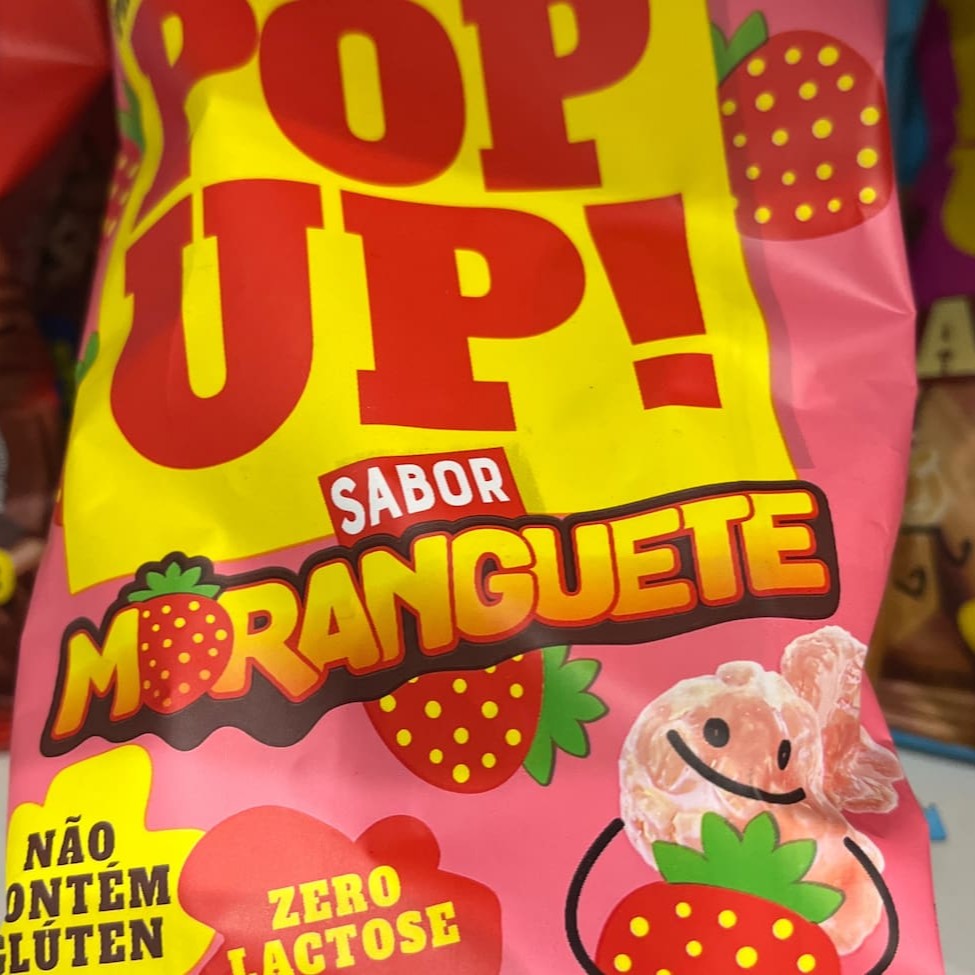 POP
UP!
SABOR
MORANGUETE
NÃO
CONTÉM
GLÚTEN
ZERO
LACTOSE